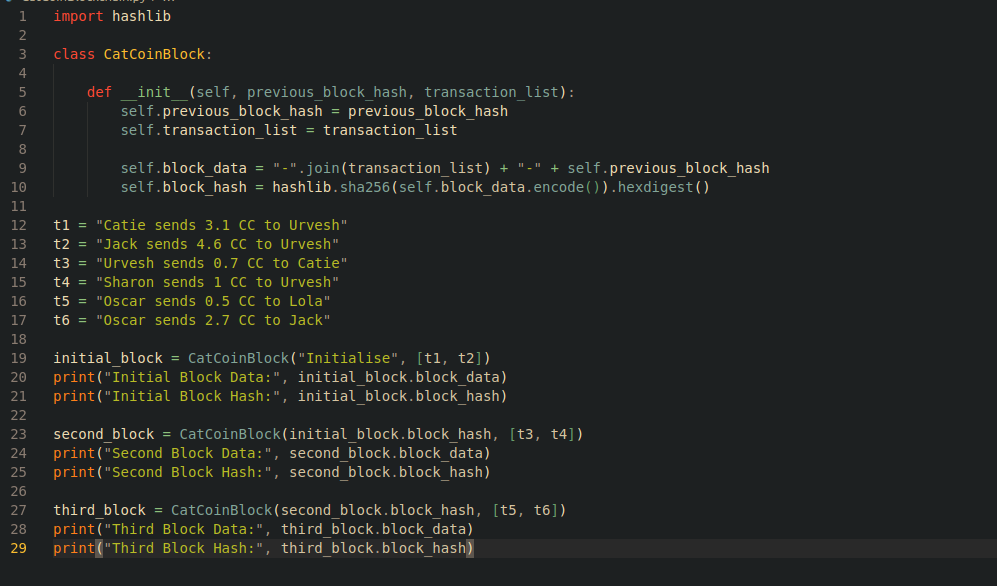 1 import hashlib
2
3 class CatCoinBlock:
4
5     def __init__(self, previous_block_hash, transaction_list):
6         self.previous_block_hash = previous_block_hash
7         self.transaction_list = transaction_list
8
9         self.block_data = "-".join(transaction_list) + "-" + self.previous_block_hash
10         self.block_hash = hashlib.sha256(self.block_data.encode()).hexdigest()
11
12 t1 = "Catie sends 3.1 CC to Urvesh"
13 t2 = "Jack sends 4.6 CC to Urvesh"
14 t3 = "Urvesh sends 0.7 CC to Catie"
15 t4 = "Sharon sends 1 CC to Urvesh"
16 t5 = "Oscar sends 0.5 CC to Lola"
17 t6 = "Oscar sends 2.7 CC to Jack"
18
19 initial_block = CatCoinBlock("Initialise", [t1, t2])
20 print("Initial Block Data:", initial_block.block_data)
21 print("Initial Block Hash:", initial_block.block_hash)
22
23 second_block = CatCoinBlock(initial_block.block_hash, [t3, t4])
24 print("Second Block Data:", second_block.block_data)
25 print("Second Block Hash:", second_block.block_hash)
26
27 third_block = CatCoinBlock(second_block.block_hash, [t5, t6])
28 print("Third Block Data:", third_block.block_data)
29 print("Third Block Hash:", third_block.block_hash)